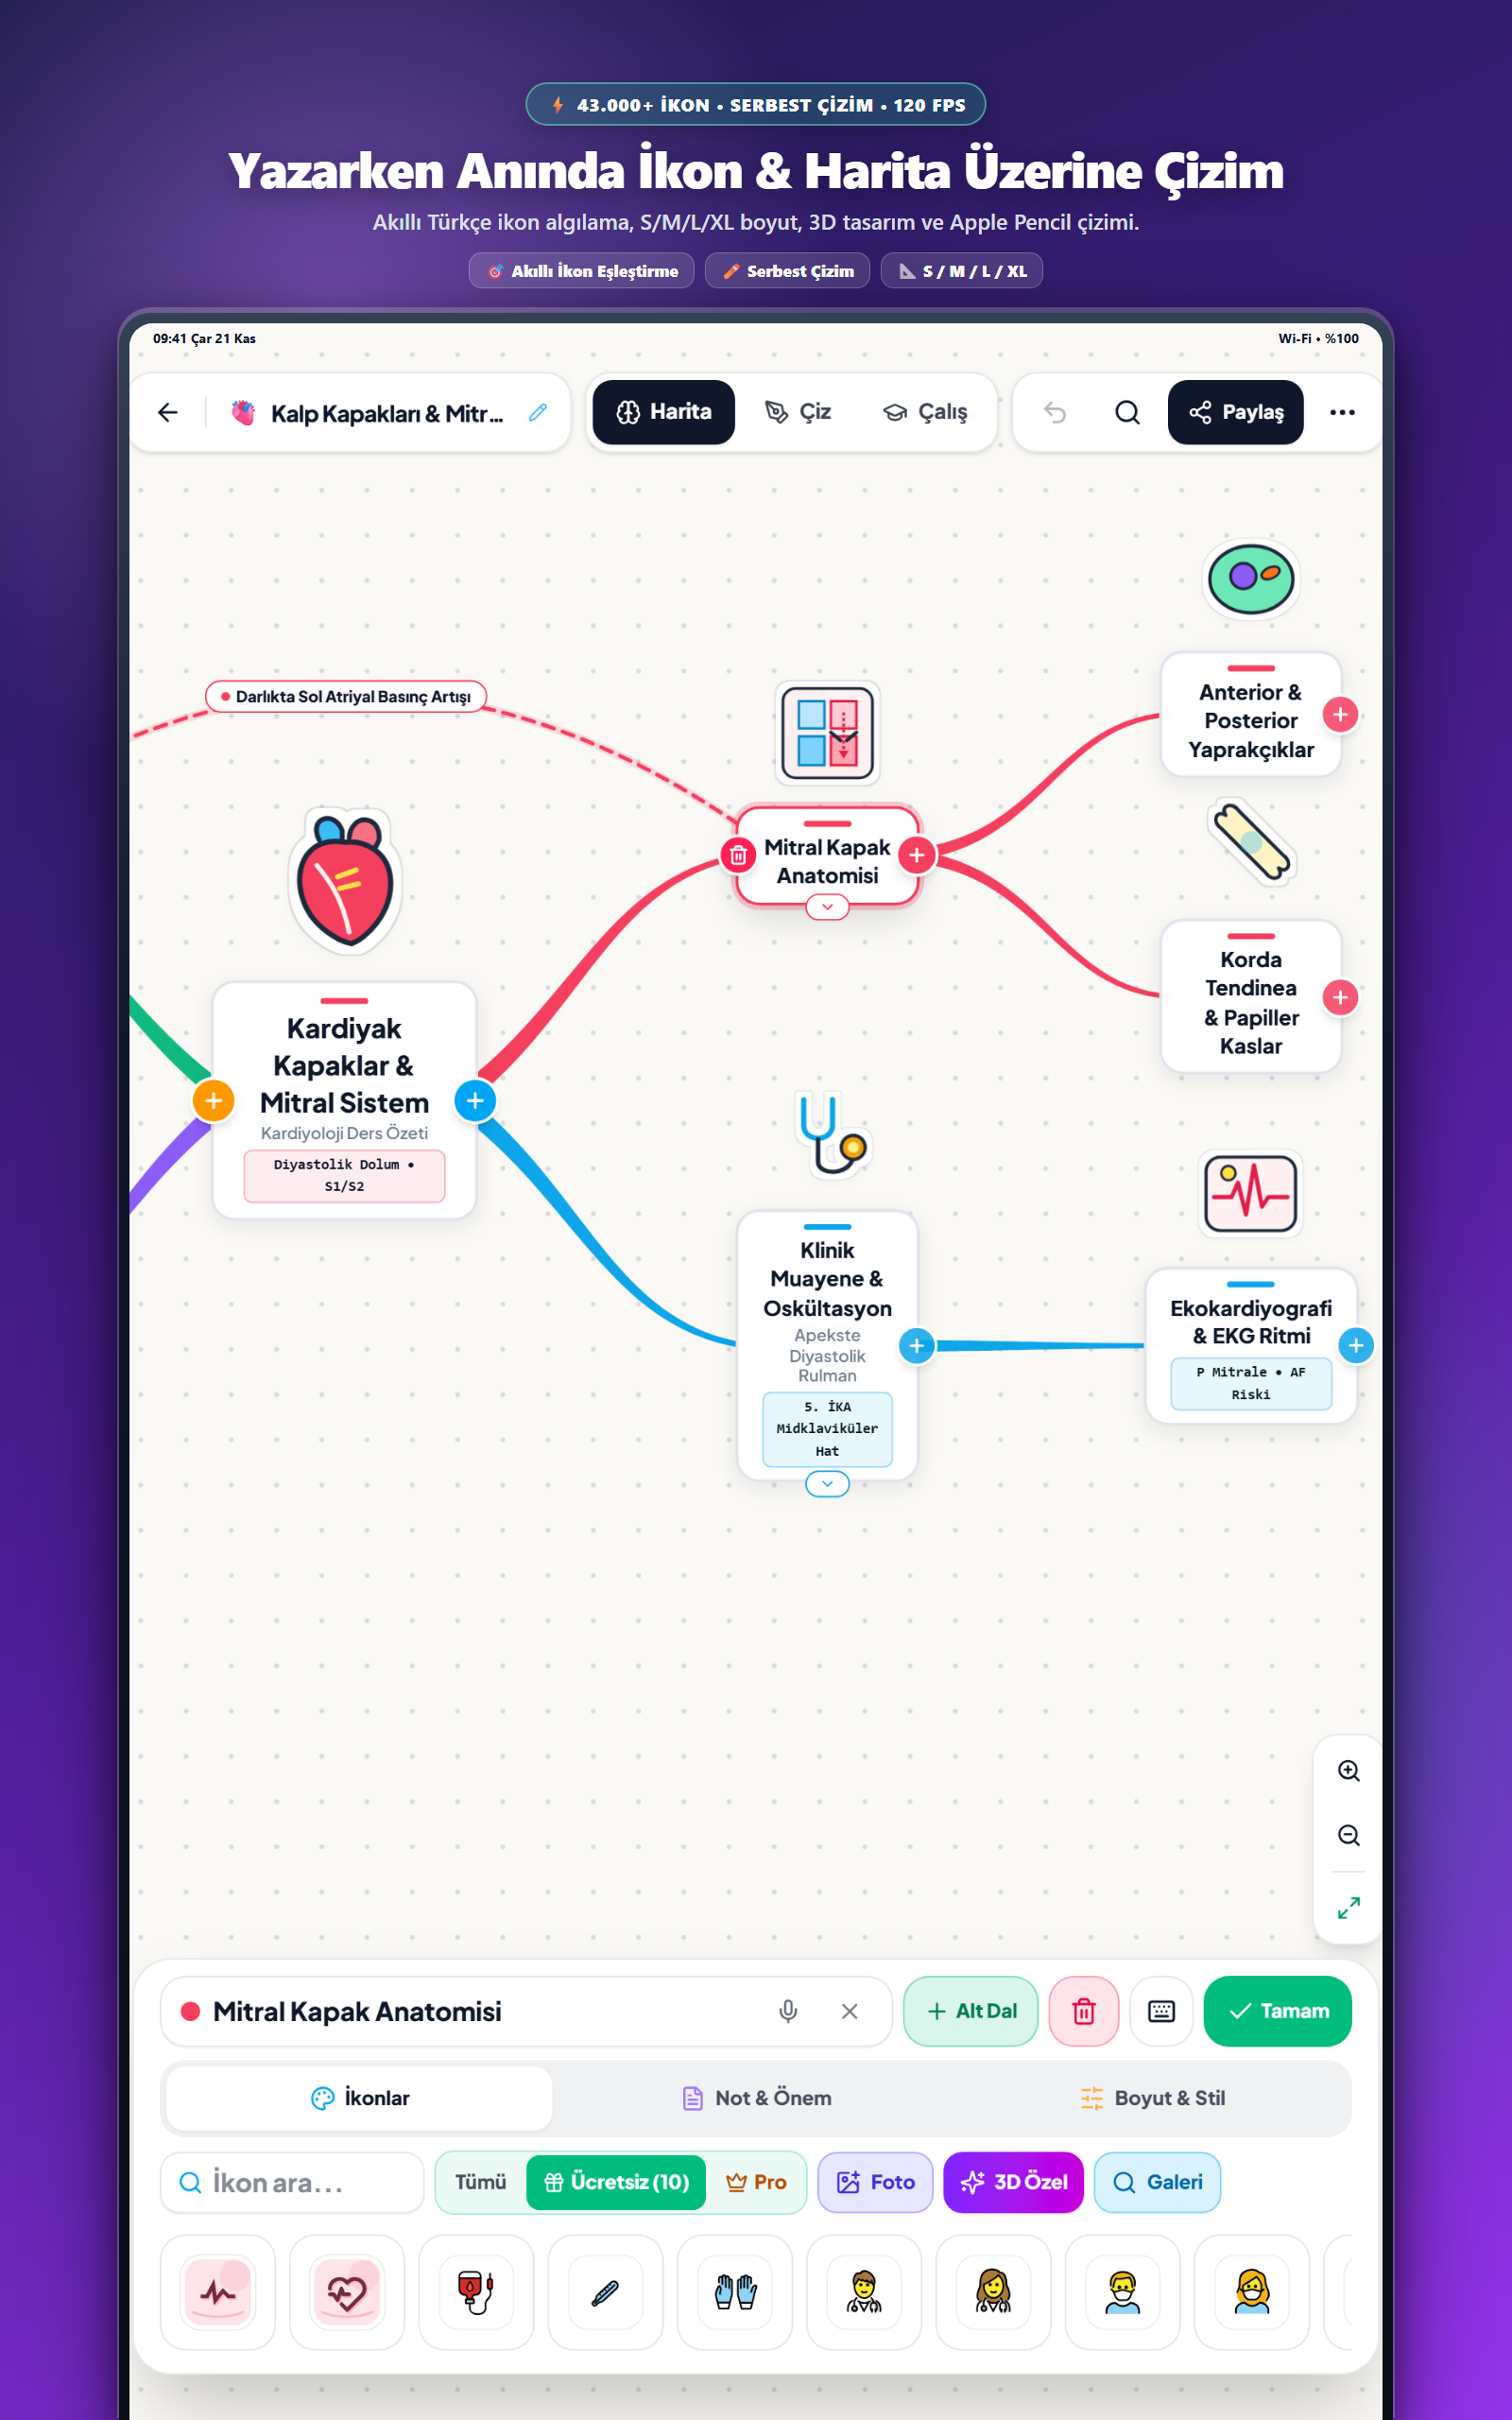 43.000+ İKON • SERBEST ÇİZİM • 120 FPS
Yazarken Anında İkon & Harita Üzerine Çizim
Akıllı Türkçe ikon algılama, S/M/L/XL boyut, 3D tasarım ve Apple Pencil çizimi.
Akıllı İkon Eşleştirme
Serbest Çizim
S / M / L / XL
09:41 Çar 21 Kas
Wi-Fi • %100
Kalp Kapakları & Mitr...
Harita
Çiz
Çalış
Paylaş
Darlıkta Sol Atriyal Basınç Artışı
Mitral Kapak
Anatomisi
Anterior &
Posterior
Yaprakçıklar
Korda
Tendinea
& Papiller
Kaslar
Kardiyak
Kapaklar &
Mitral Sistem
Kardiyoloji Ders Özeti
Diyastolik Dolum •
S1/S2
Klinik
Muayene &
Oskültasyon
Apekste
Diyastolik
Rulman
5. İKA
Midklaviküler
Hat
Ekokardiyografi
& EKG Ritmi
P Mitrale • AF
Riski
Mitral Kapak Anatomisi
Alt Dal
Tamam
İkonlar
Not & Önem
Boyut & Stil
İkon ara...
Tümü
Ücretsiz (10)
Pro
Foto
3D Özel
Galeri